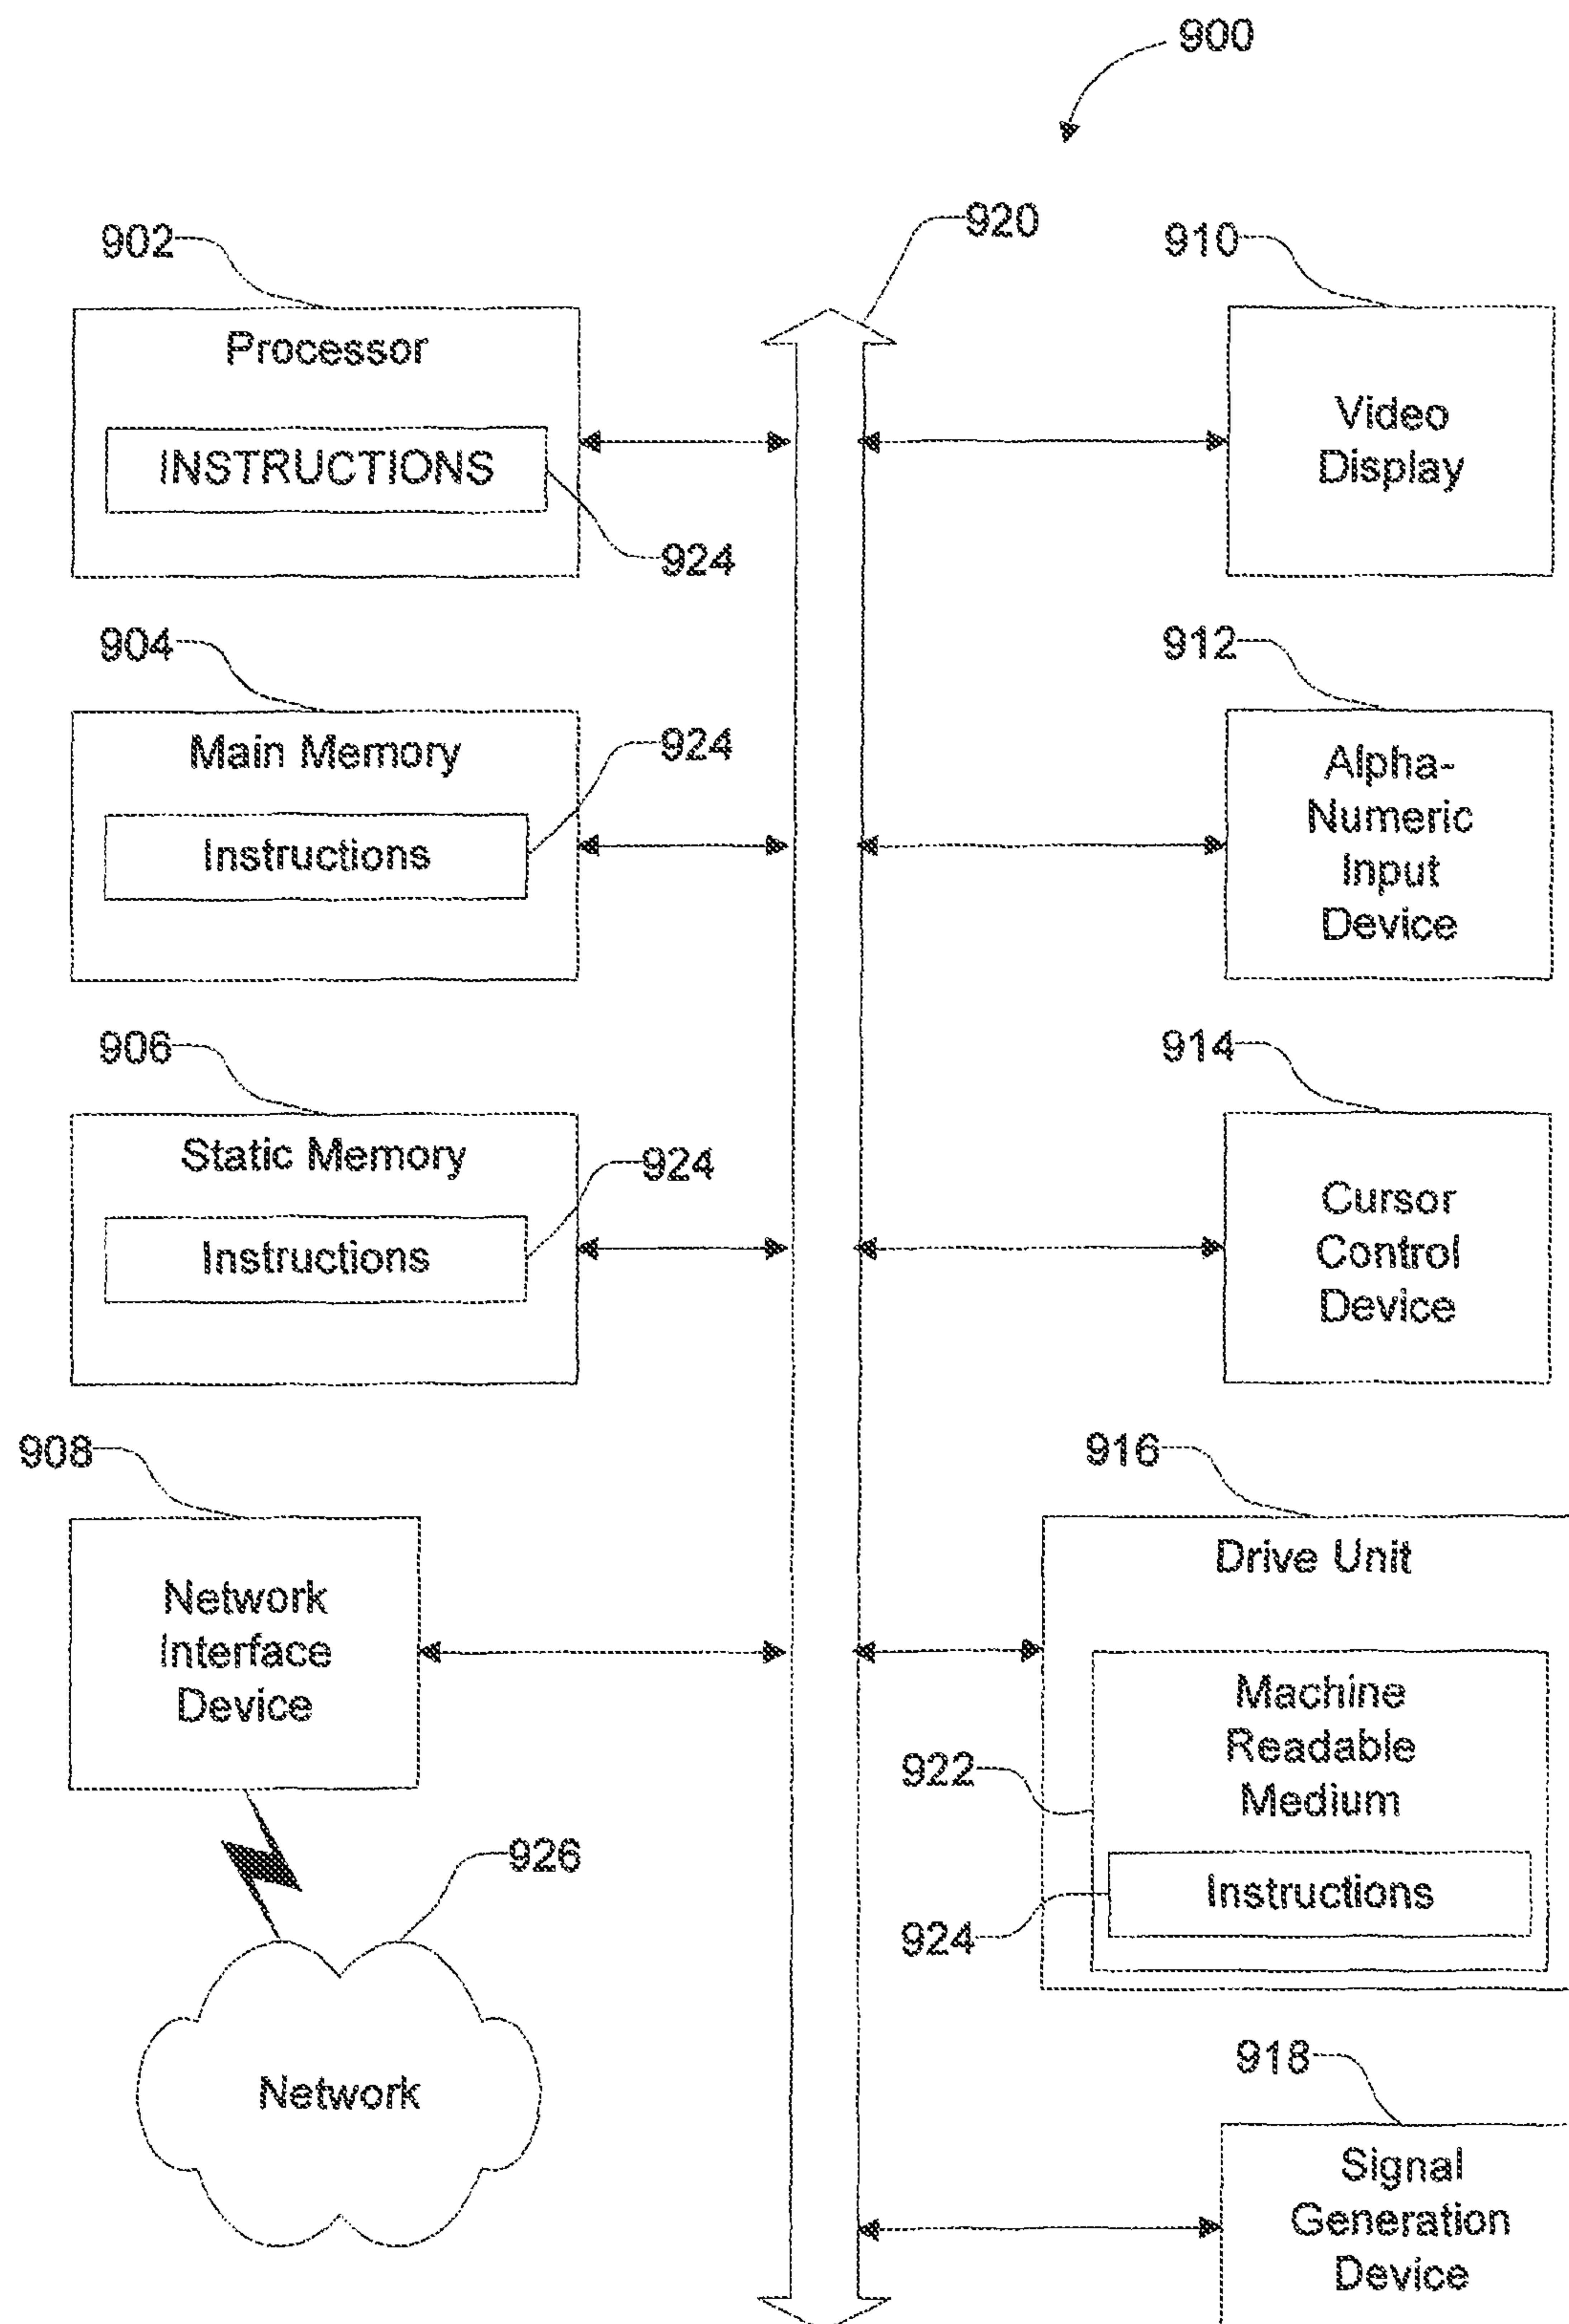 900
920
902
910
Processor
INSTRUCTIONS
924
Video
Display
904
912
Main Memory
924
Instructions
Alpha-
Numeric
Input
Device
906
914
Static Memory
924
Instructions
Cursor
Control
Device
908
916
Network
Interface
Device
Drive Unit
Machine
Readable
Medium
922
Instructions
924
926
Network
918
Signal
Generation
Device